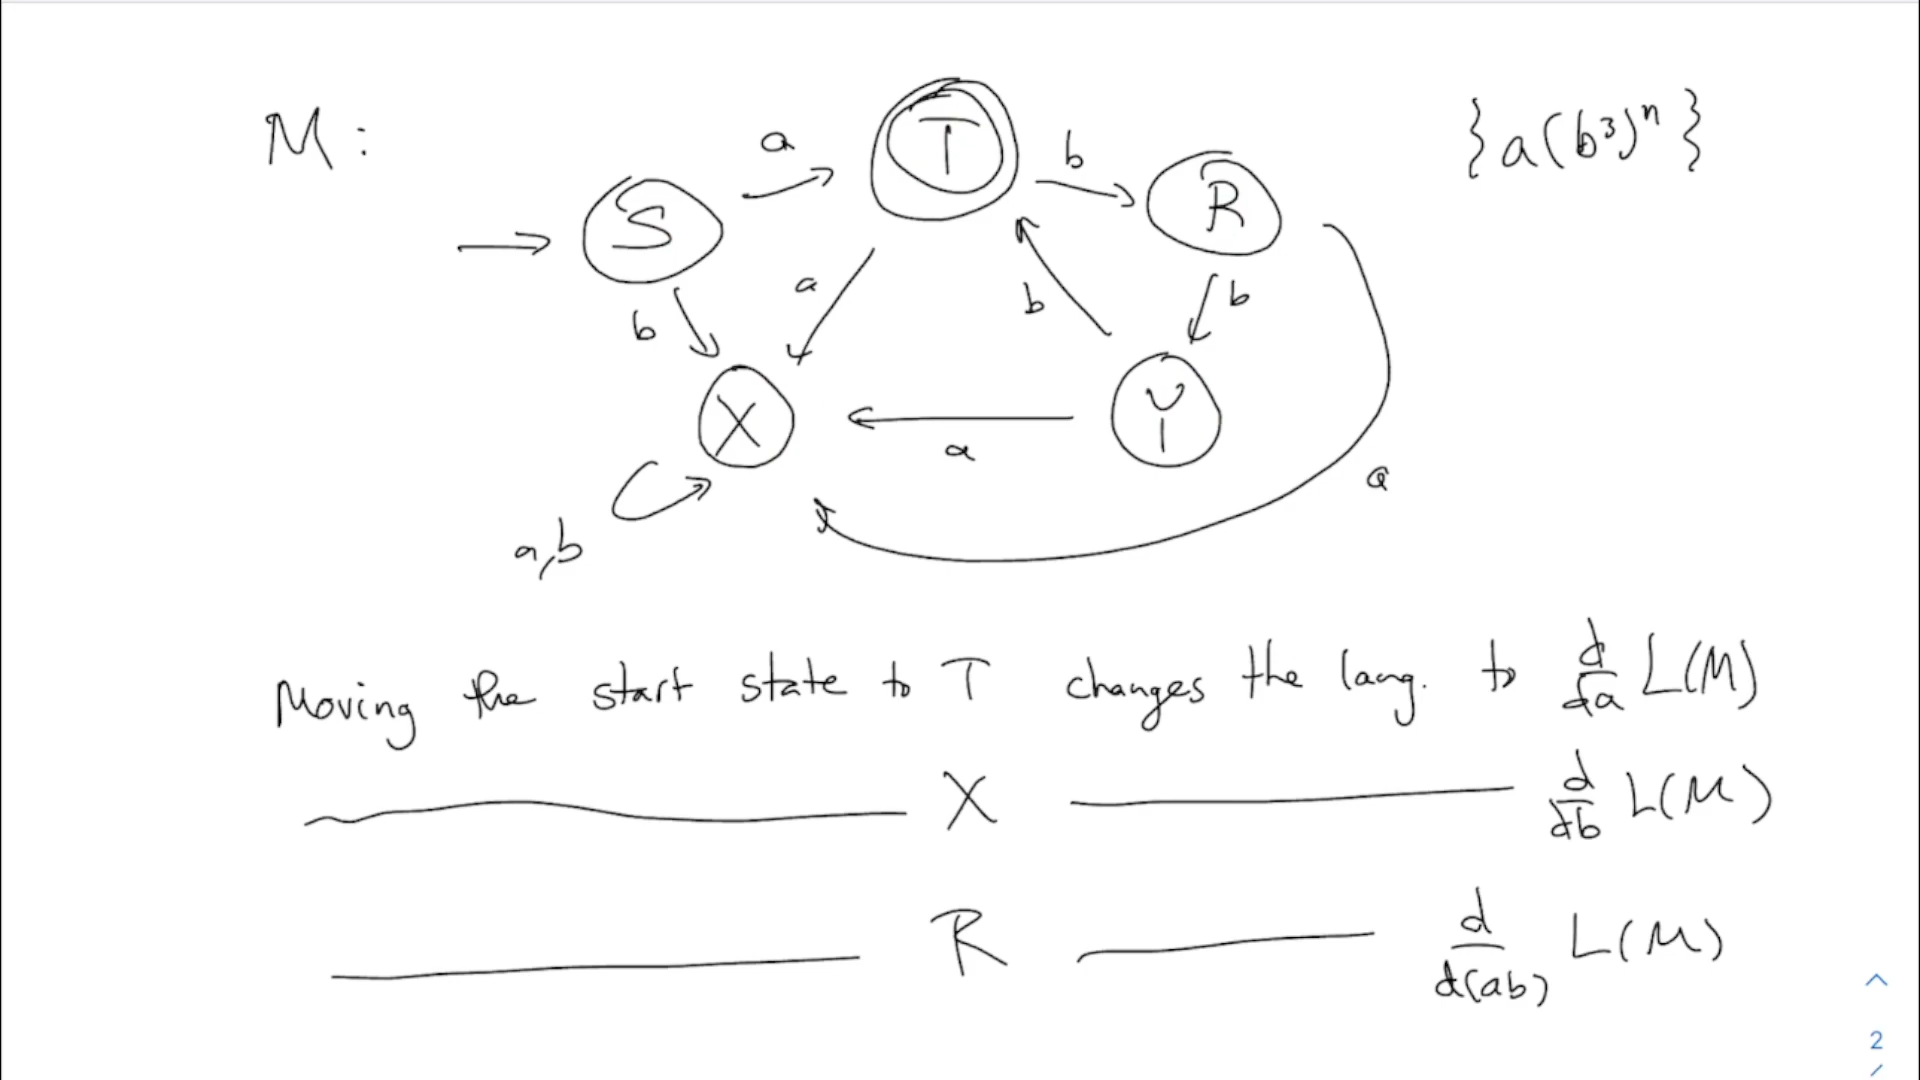 M :
{a(b³)ⁿ}
a
T
b
S
R
a
b
b
b
X
Y
a
a
a,b
Moving the start state to T changes the lang. to d/da L(M)
X d/db L(M)
R d/d(ab) L(M)
2